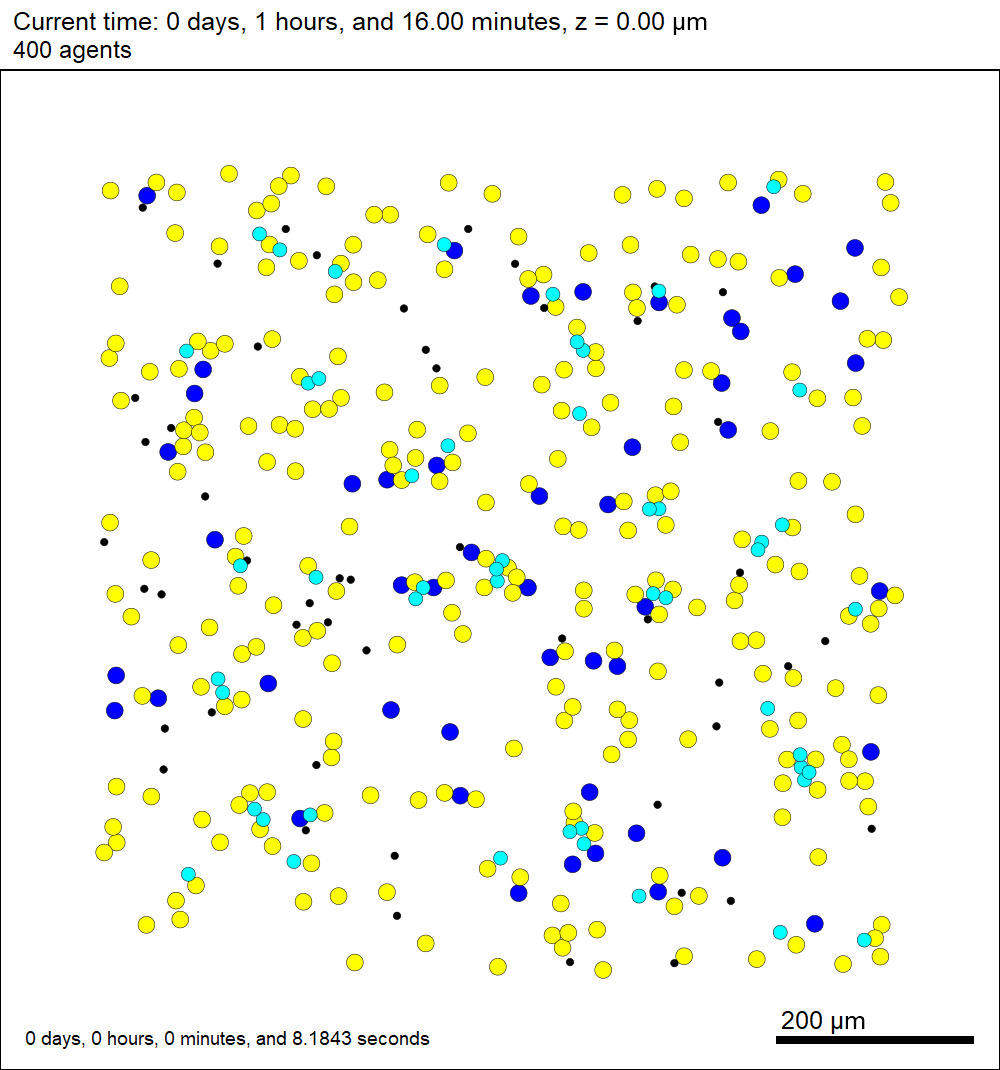 Current time: 0 days, 1 hours, and 16.00 minutes, z = 0.00 µm
400 agents
200 µm
0 days, 0 hours, 0 minutes, and 8.1843 seconds